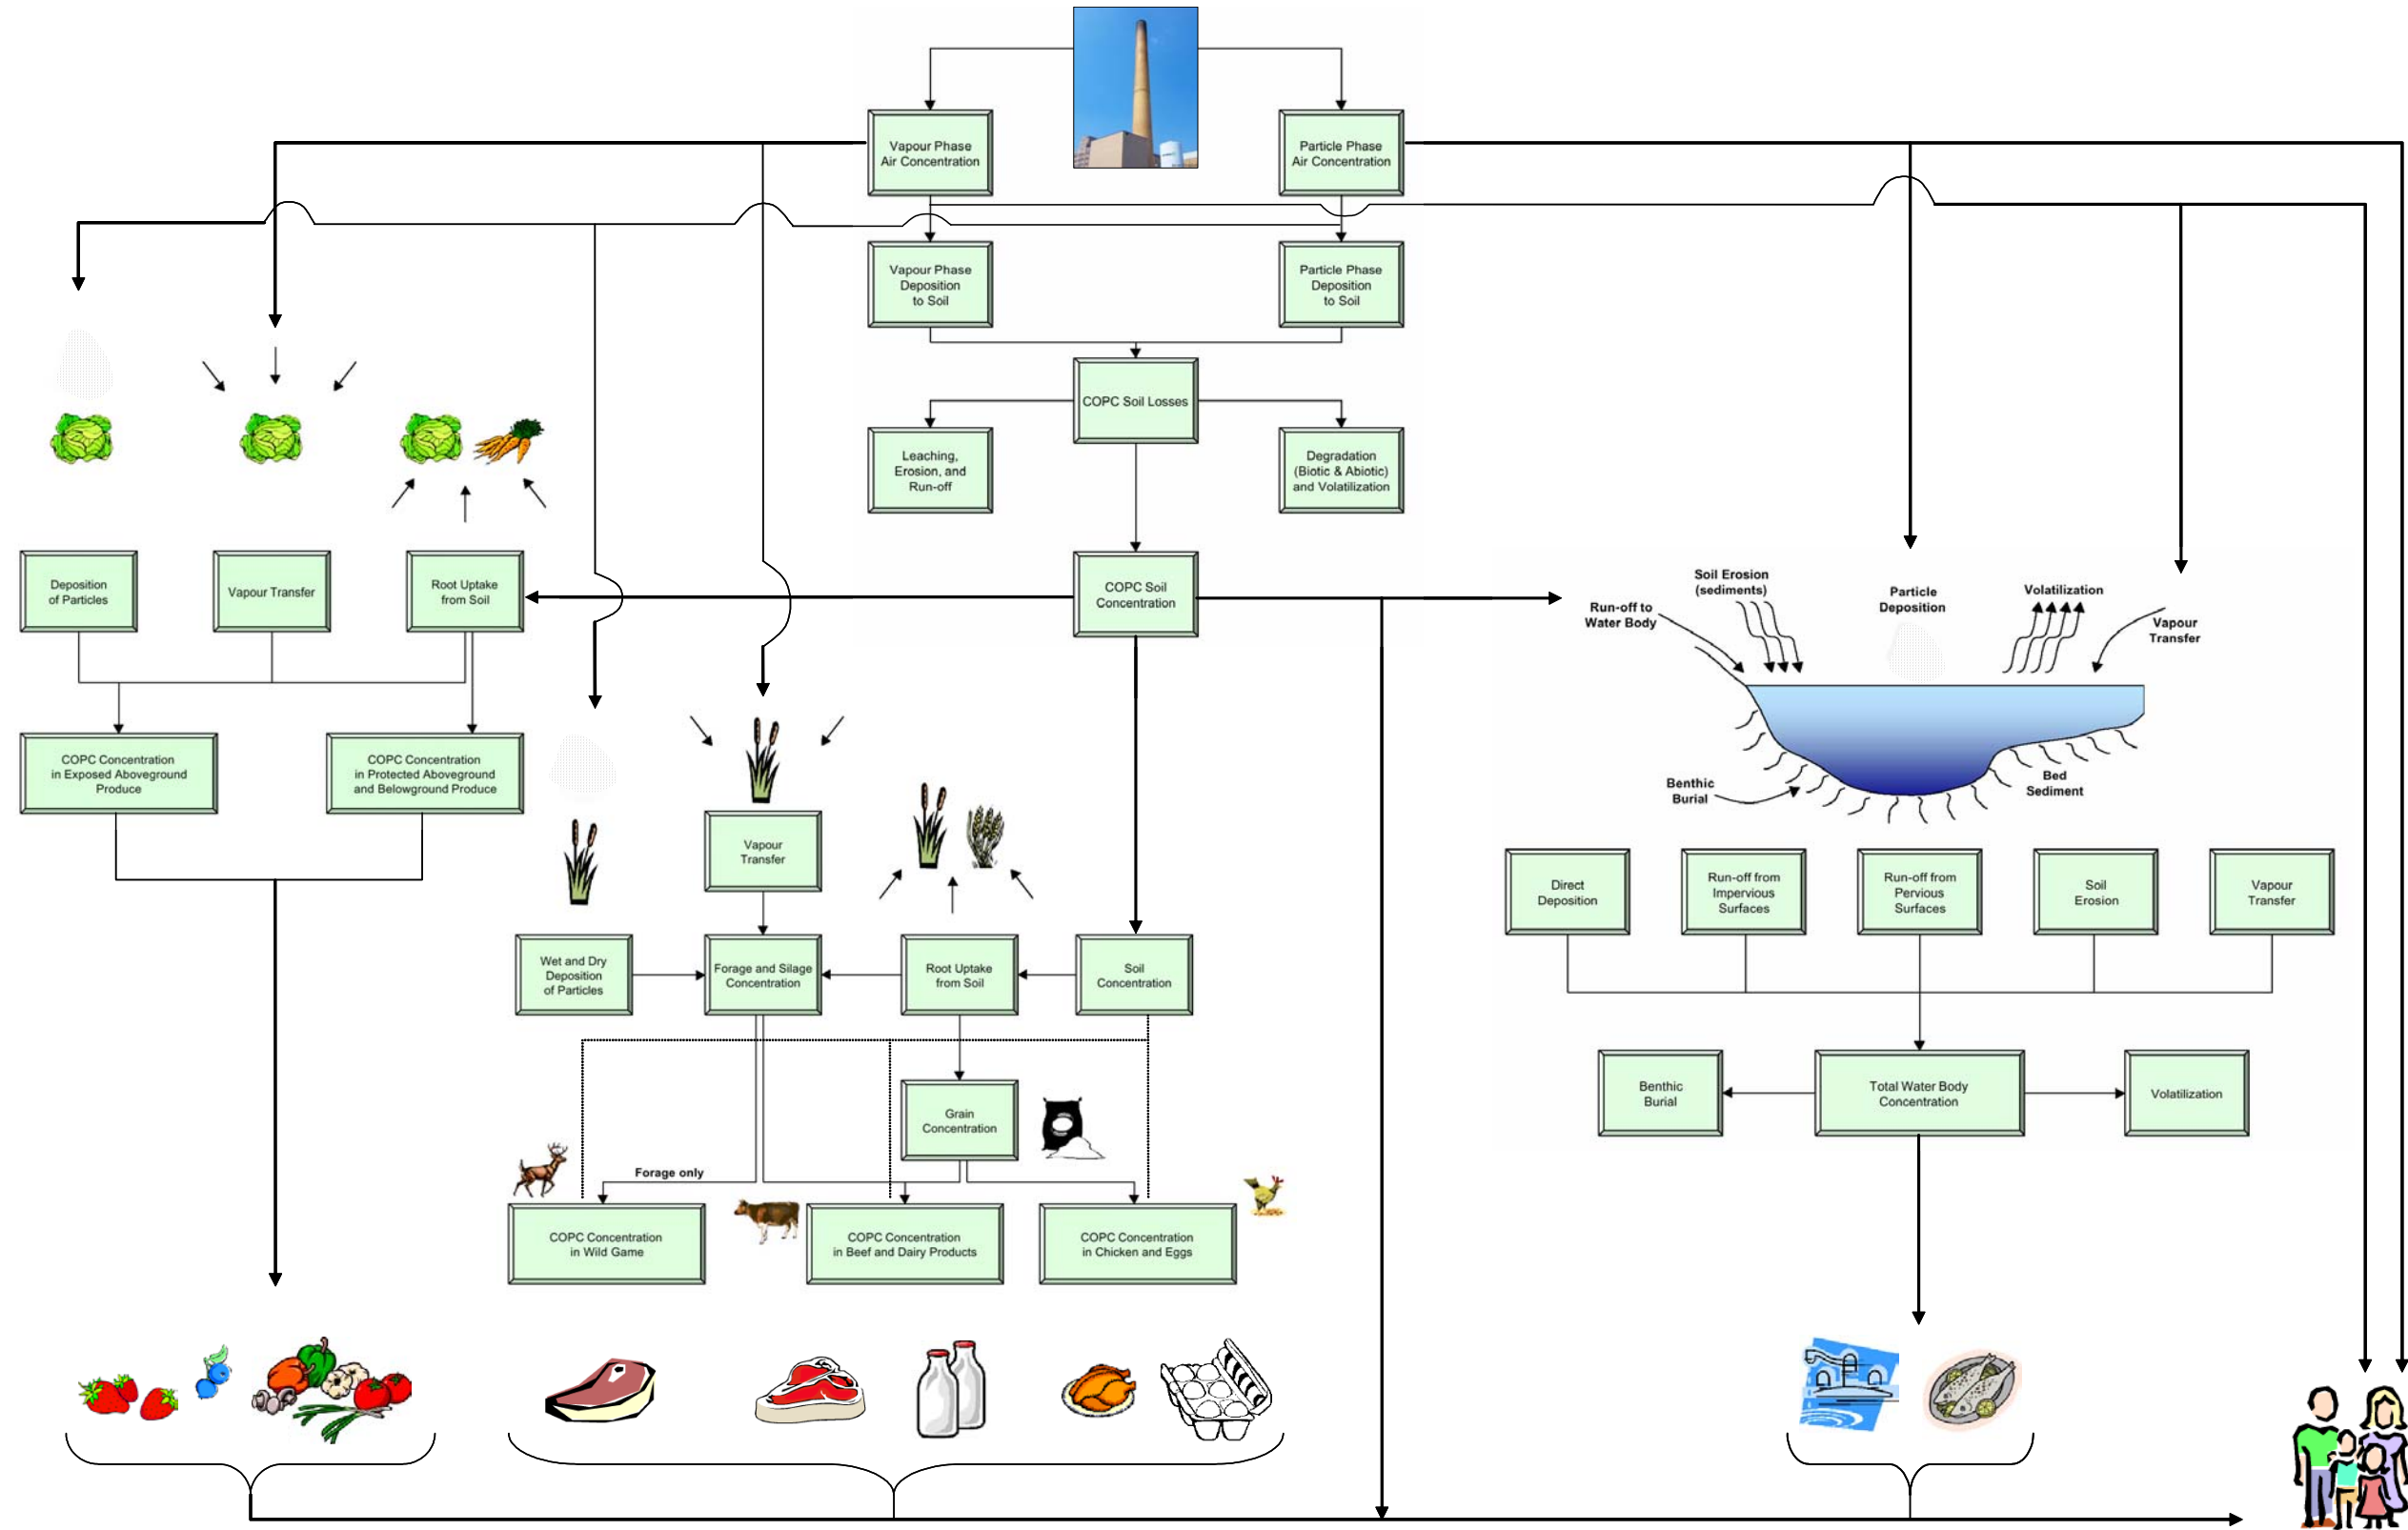 Vapour Phase
Air Concentration
Particle Phase
Air Concentration
Vapour Phase
Deposition
to Soil
Particle Phase
Deposition
to Soil
COPC Soil Losses
Leaching,
Erosion, and
Run-off
Degradation
(Biotic & Abiotic)
and Volatilization
Deposition
of Particles
Vapour Transfer
Root Uptake
from Soil
COPC Soil
Concentration
COPC Concentration
in Exposed Aboveground
Produce
COPC Concentration
in Protected Aboveground
and Belowground Produce
Run-off to
Water Body
Soil Erosion
(sediments)
Particle
Deposition
Volatilization
Vapour
Transfer
Benthic
Burial
Bed
Sediment
Vapour
Transfer
Wet and Dry
Deposition
of Particles
Forage and Silage
Concentration
Root Uptake
from Soil
Soil
Concentration
Grain
Concentration
Forage only
COPC Concentration
in Wild Game
COPC Concentration
in Beef and Dairy Products
COPC Concentration
in Chicken and Eggs
Direct
Deposition
Run-off from
Impervious
Surfaces
Run-off from
Pervious
Surfaces
Soil
Erosion
Vapour
Transfer
Benthic
Burial
Total Water Body
Concentration
Volatilization